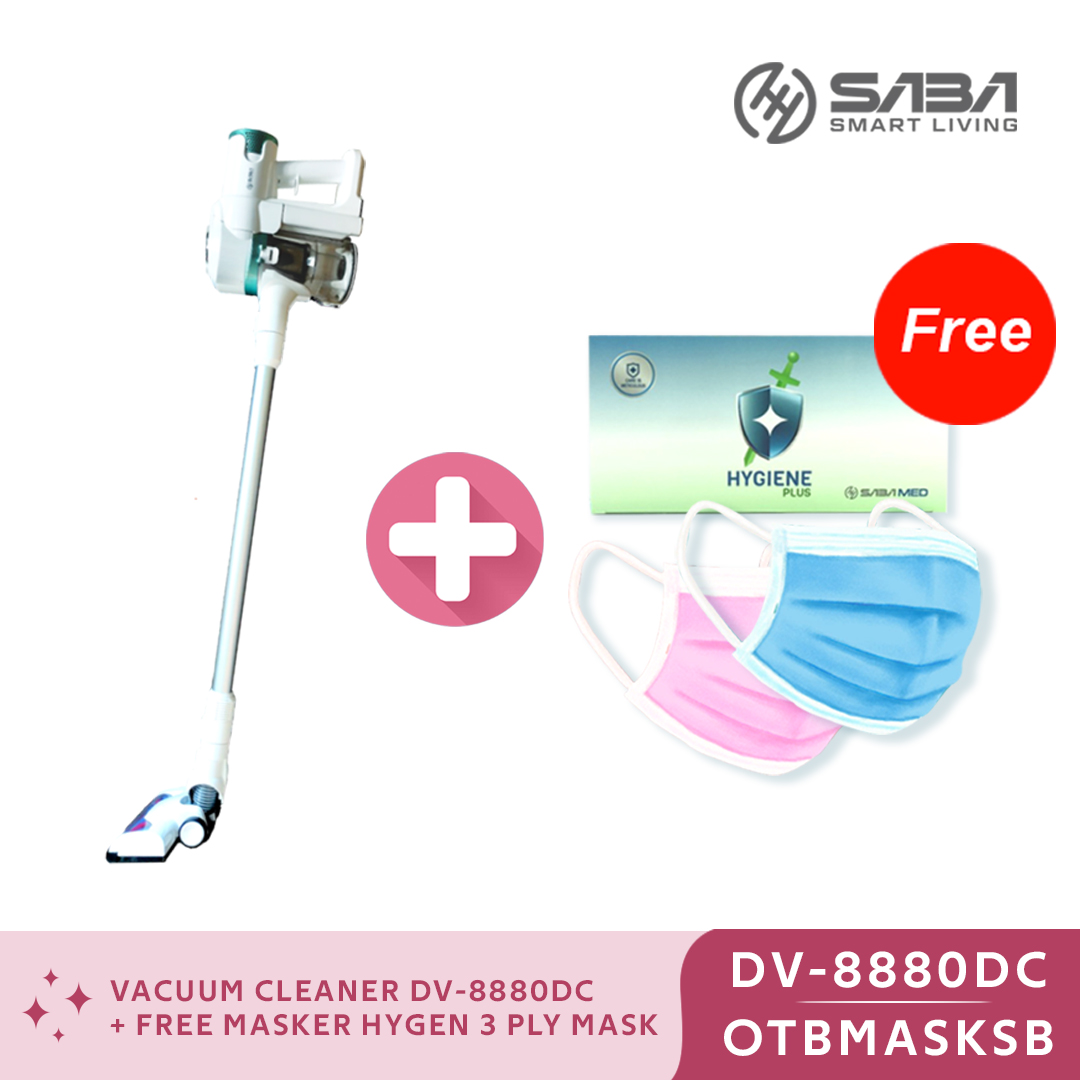 SABA
SMART LIVING
Free
HYGIENE
PLUS
SABA MED
VACUUM CLEANER DV-8880DC
+ FREE MASKER HYGEN 3 PLY MASK
DV-8880DC
OTBMASKSB